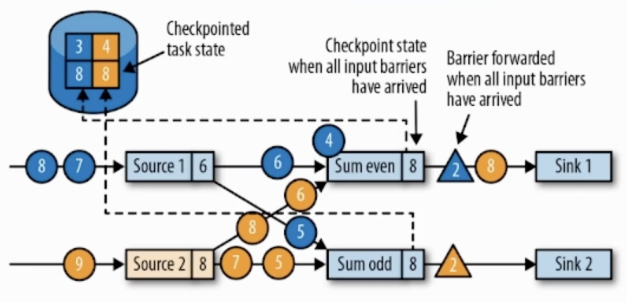 Checkpointed
task state
3 4
8 8
Checkpoint state
when all input barriers
have arrived
Barrier forwarded
when all input barriers
have arrived
4
8 7 Source 1 6 6 Sum even 8 2 8 Sink 1
6
8
5
9 Source 2 8 7 5 Sum odd 8 2 Sink 2